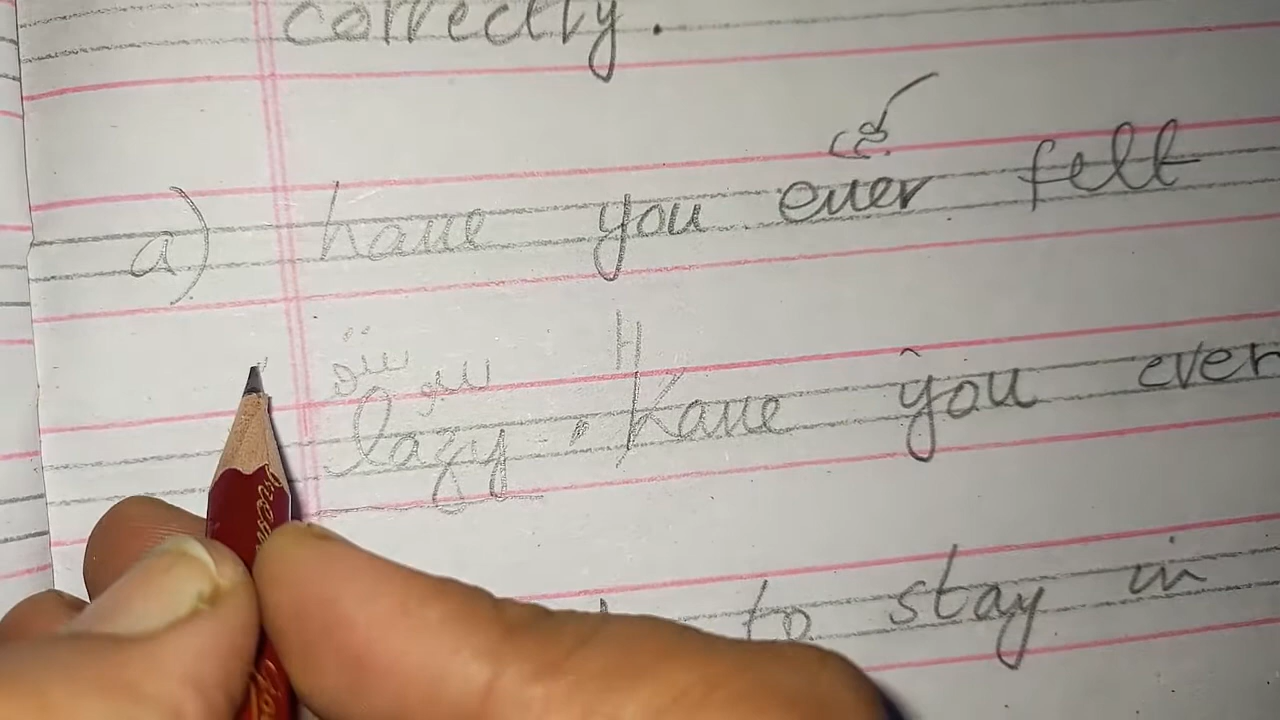 correctly.
a) have you ever felt
H
lazy. Have you ever
to stay in